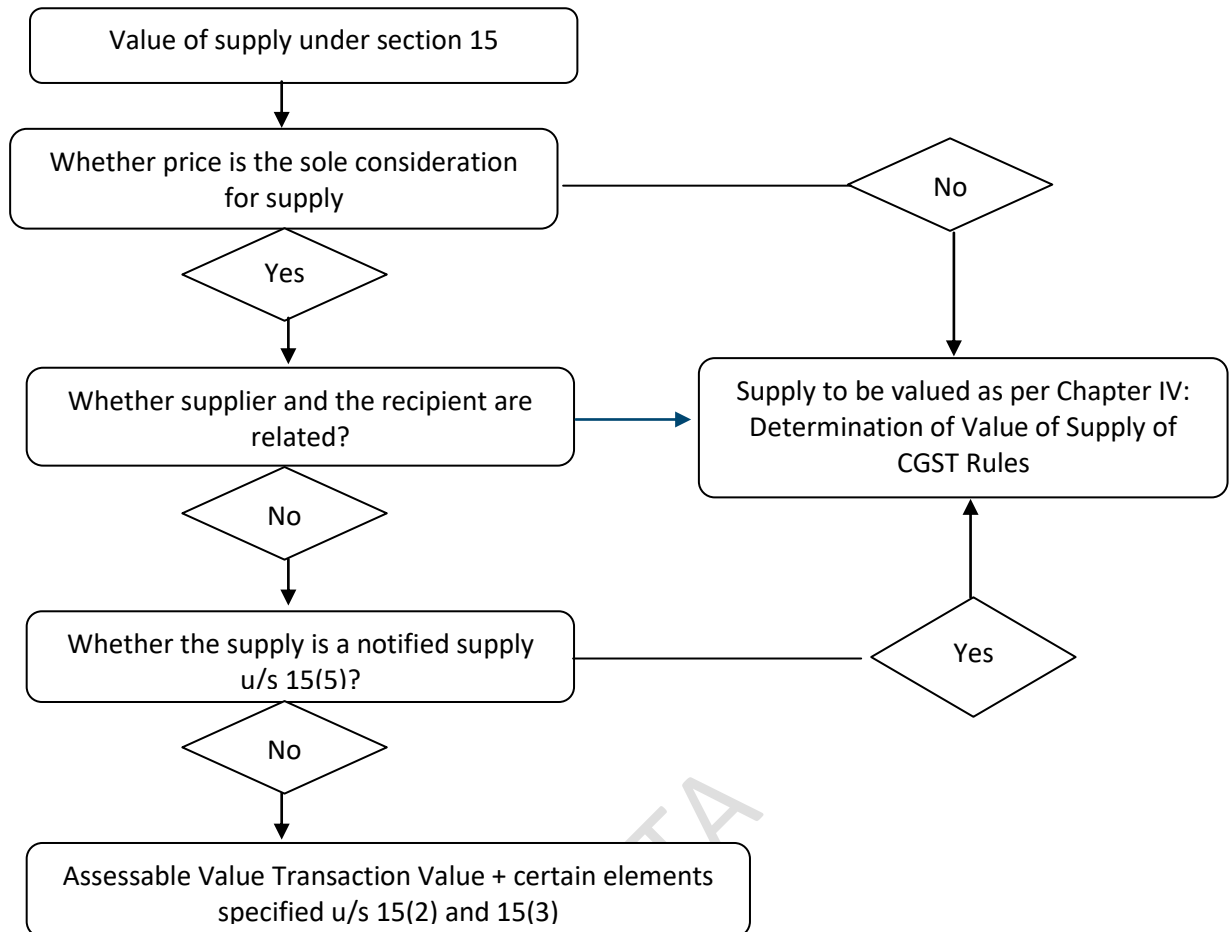 Value of supply under section 15
Whether price is the sole consideration
for supply
No
Yes
Whether supplier and the recipient are
related?
Supply to be valued as per Chapter IV:
Determination of Value of Supply of
CGST Rules
No
Whether the supply is a notified supply
u/s 15(5)?
Yes
No
TA
Assessable Value Transaction Value + certain elements
specified u/s 15(2) and 15(3)